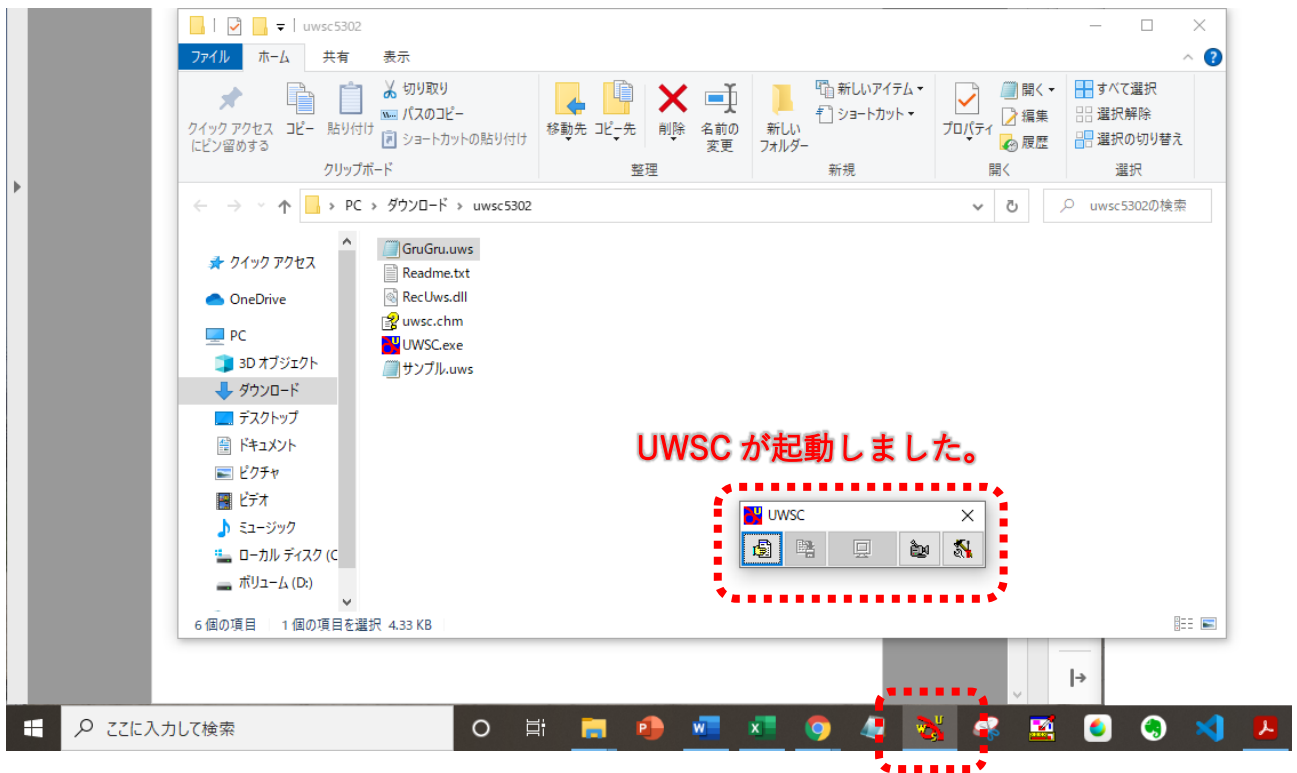 uwsc5302
ファイル ホーム 共有 表示
クイック アクセス
にピン留めする
コピー
貼り付け
切り取り
パスのコピー
ショートカットの貼り付け
クリップボード
移動先
コピー先
削除
名前の
変更
整理
新しい
フォルダー
新しいアイテム
ショートカット
新規
プロパティ
開く
編集
履歴
開く
すべて選択
選択解除
選択の切り替え
選択
PC › ダウンロード › uwsc5302
uwsc5302の検索
クイック アクセス
OneDrive
PC
3D オブジェクト
ダウンロード
デスクトップ
ドキュメント
ピクチャ
ビデオ
ミュージック
ローカル ディスク (C
ボリューム (D:)
GruGru.uws
Readme.txt
RecUws.dll
uwsc.chm
UWSC.exe
サンプル.uws
UWSC が起動しました。
UWSC
6 個の項目 1 個の項目を選択 4.33 KB
ここに入力して検索